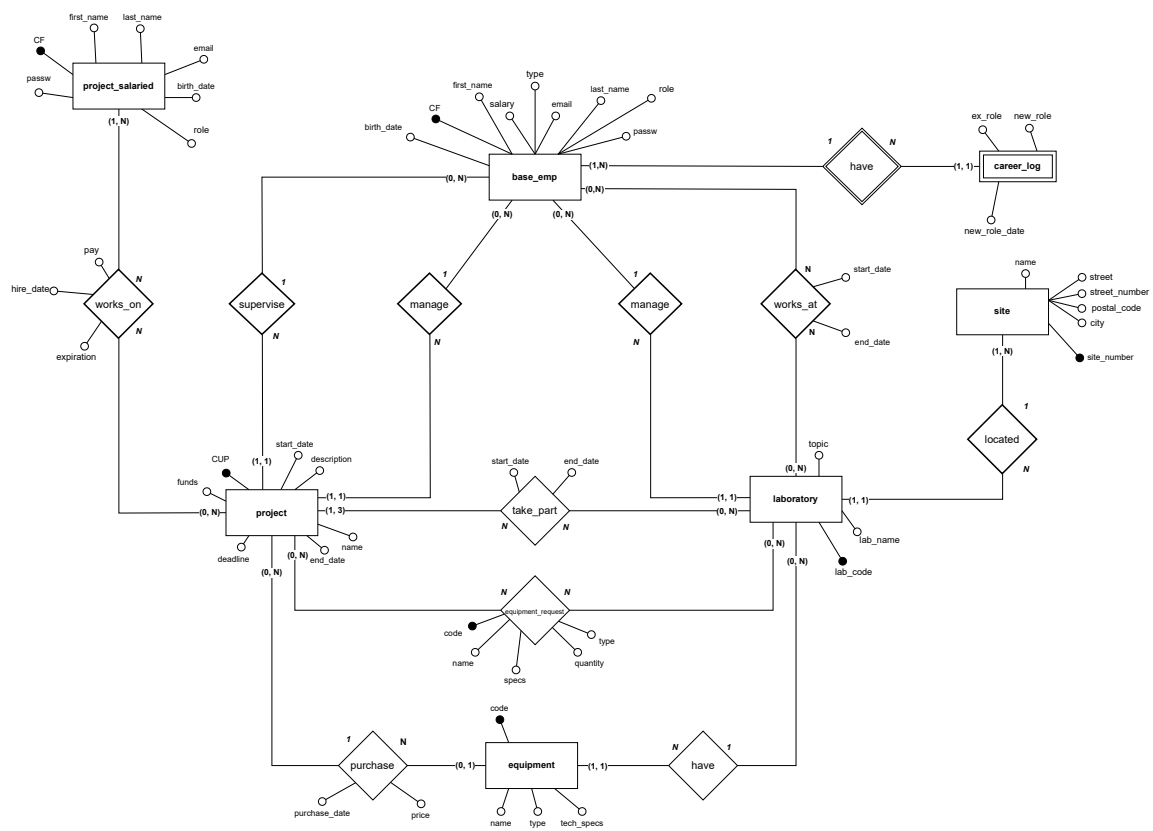 first_name
last_name
CF
email
project_salaried
passw
birth_date
role
(1, N)
type
first_name
salary
email
last_name
role
CF
birth_date
passw
base_emp
(0, N)
(1,N)
(0,N)
(0, N)
(0, N)
1
have
N
(1, 1)
ex_role
new_role
career_log
new_role_date
pay
N
hire_date
works_on
N
expiration
1
supervise
N
1
manage
N
1
manage
N
N
start_date
works_at
N
end_date
name
street
street_number
postal_code
city
site
site_number
(1, N)
1
located
N
start_date
CUP
(1, 1)
description
funds
project
(1, 1)
(1, 3)
(0, N)
name
deadline
(0, N)
end_date
(0, N)
start_date
end_date
take_part
N
N
topic
(0, N)
(1, 1)
laboratory
(1, 1)
(0, N)
lab_name
(0, N)
(0, N)
lab_code
N
N
equipment_request
code
type
name
quantity
specs
code
1
N
purchase
(0, 1)
equipment
(1, 1)
N
have
1
purchase_date
price
name
type
tech_specs